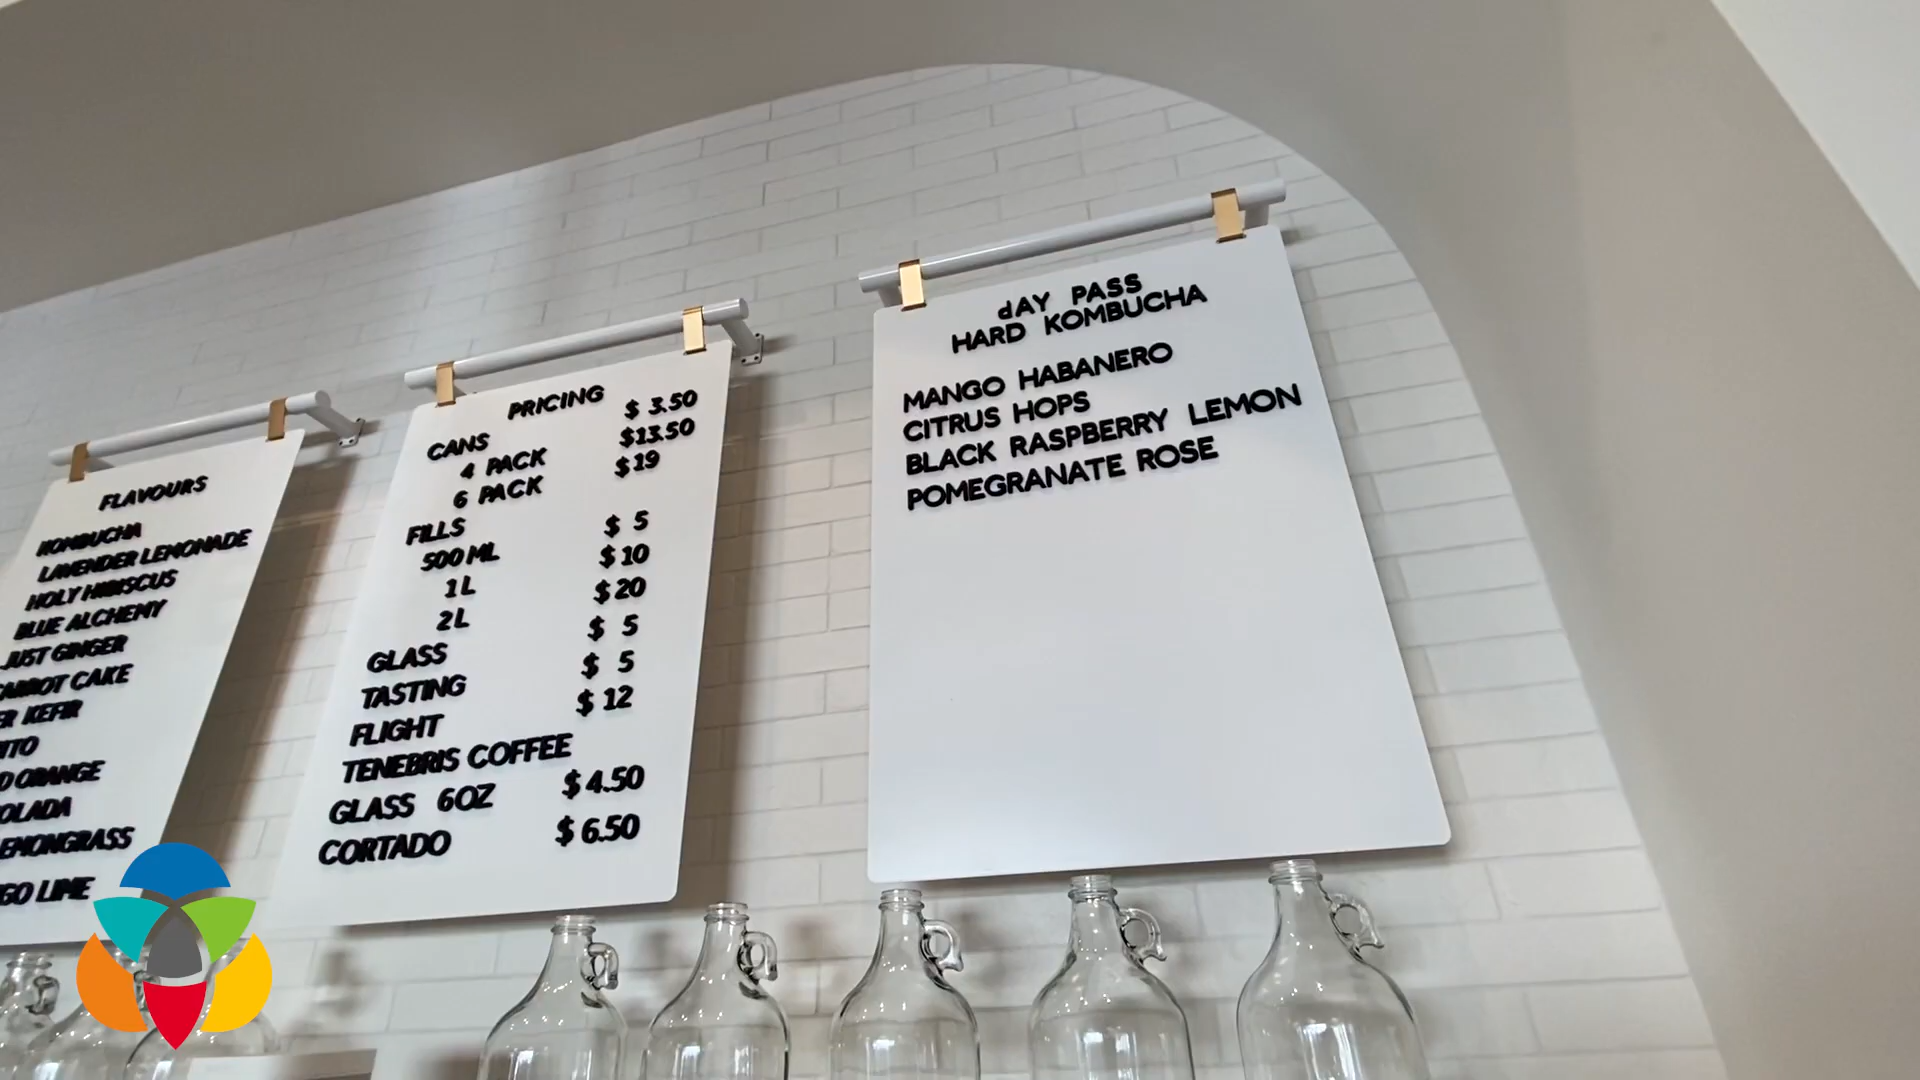 FLAVOURS
KOMBUCHA
LAVENDER LEMONADE
HOLY HIBISCUS
BLUE ALCHEMY
JUST GINGER
CAKE
KEFIR
ORANGE
LIME
PRICING
CANS $ 3.50
4 PACK $13.50
6 PACK $19
FILLS
500 ML $ 5
1 L $10
2 L $20
GLASS $ 5
TASTING $ 5
FLIGHT $ 12
TENEBRIS COFFEE
GLASS 6OZ $4.50
CORTADO $6.50
dAY PASS
HARD KOMBUCHA
MANGO HABANERO
CITRUS HOPS
BLACK RASPBERRY LEMON
POMEGRANATE ROSE